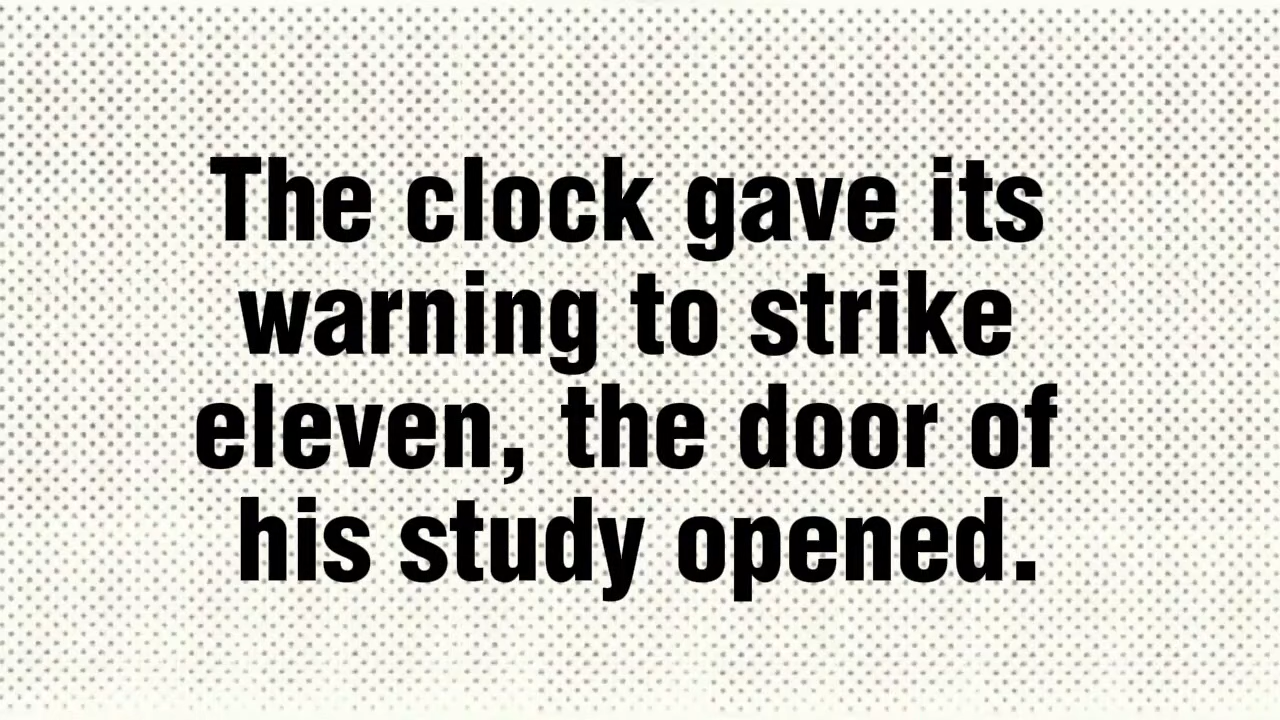 The clock gave its
warning to strike
eleven, the door of
his study opened.